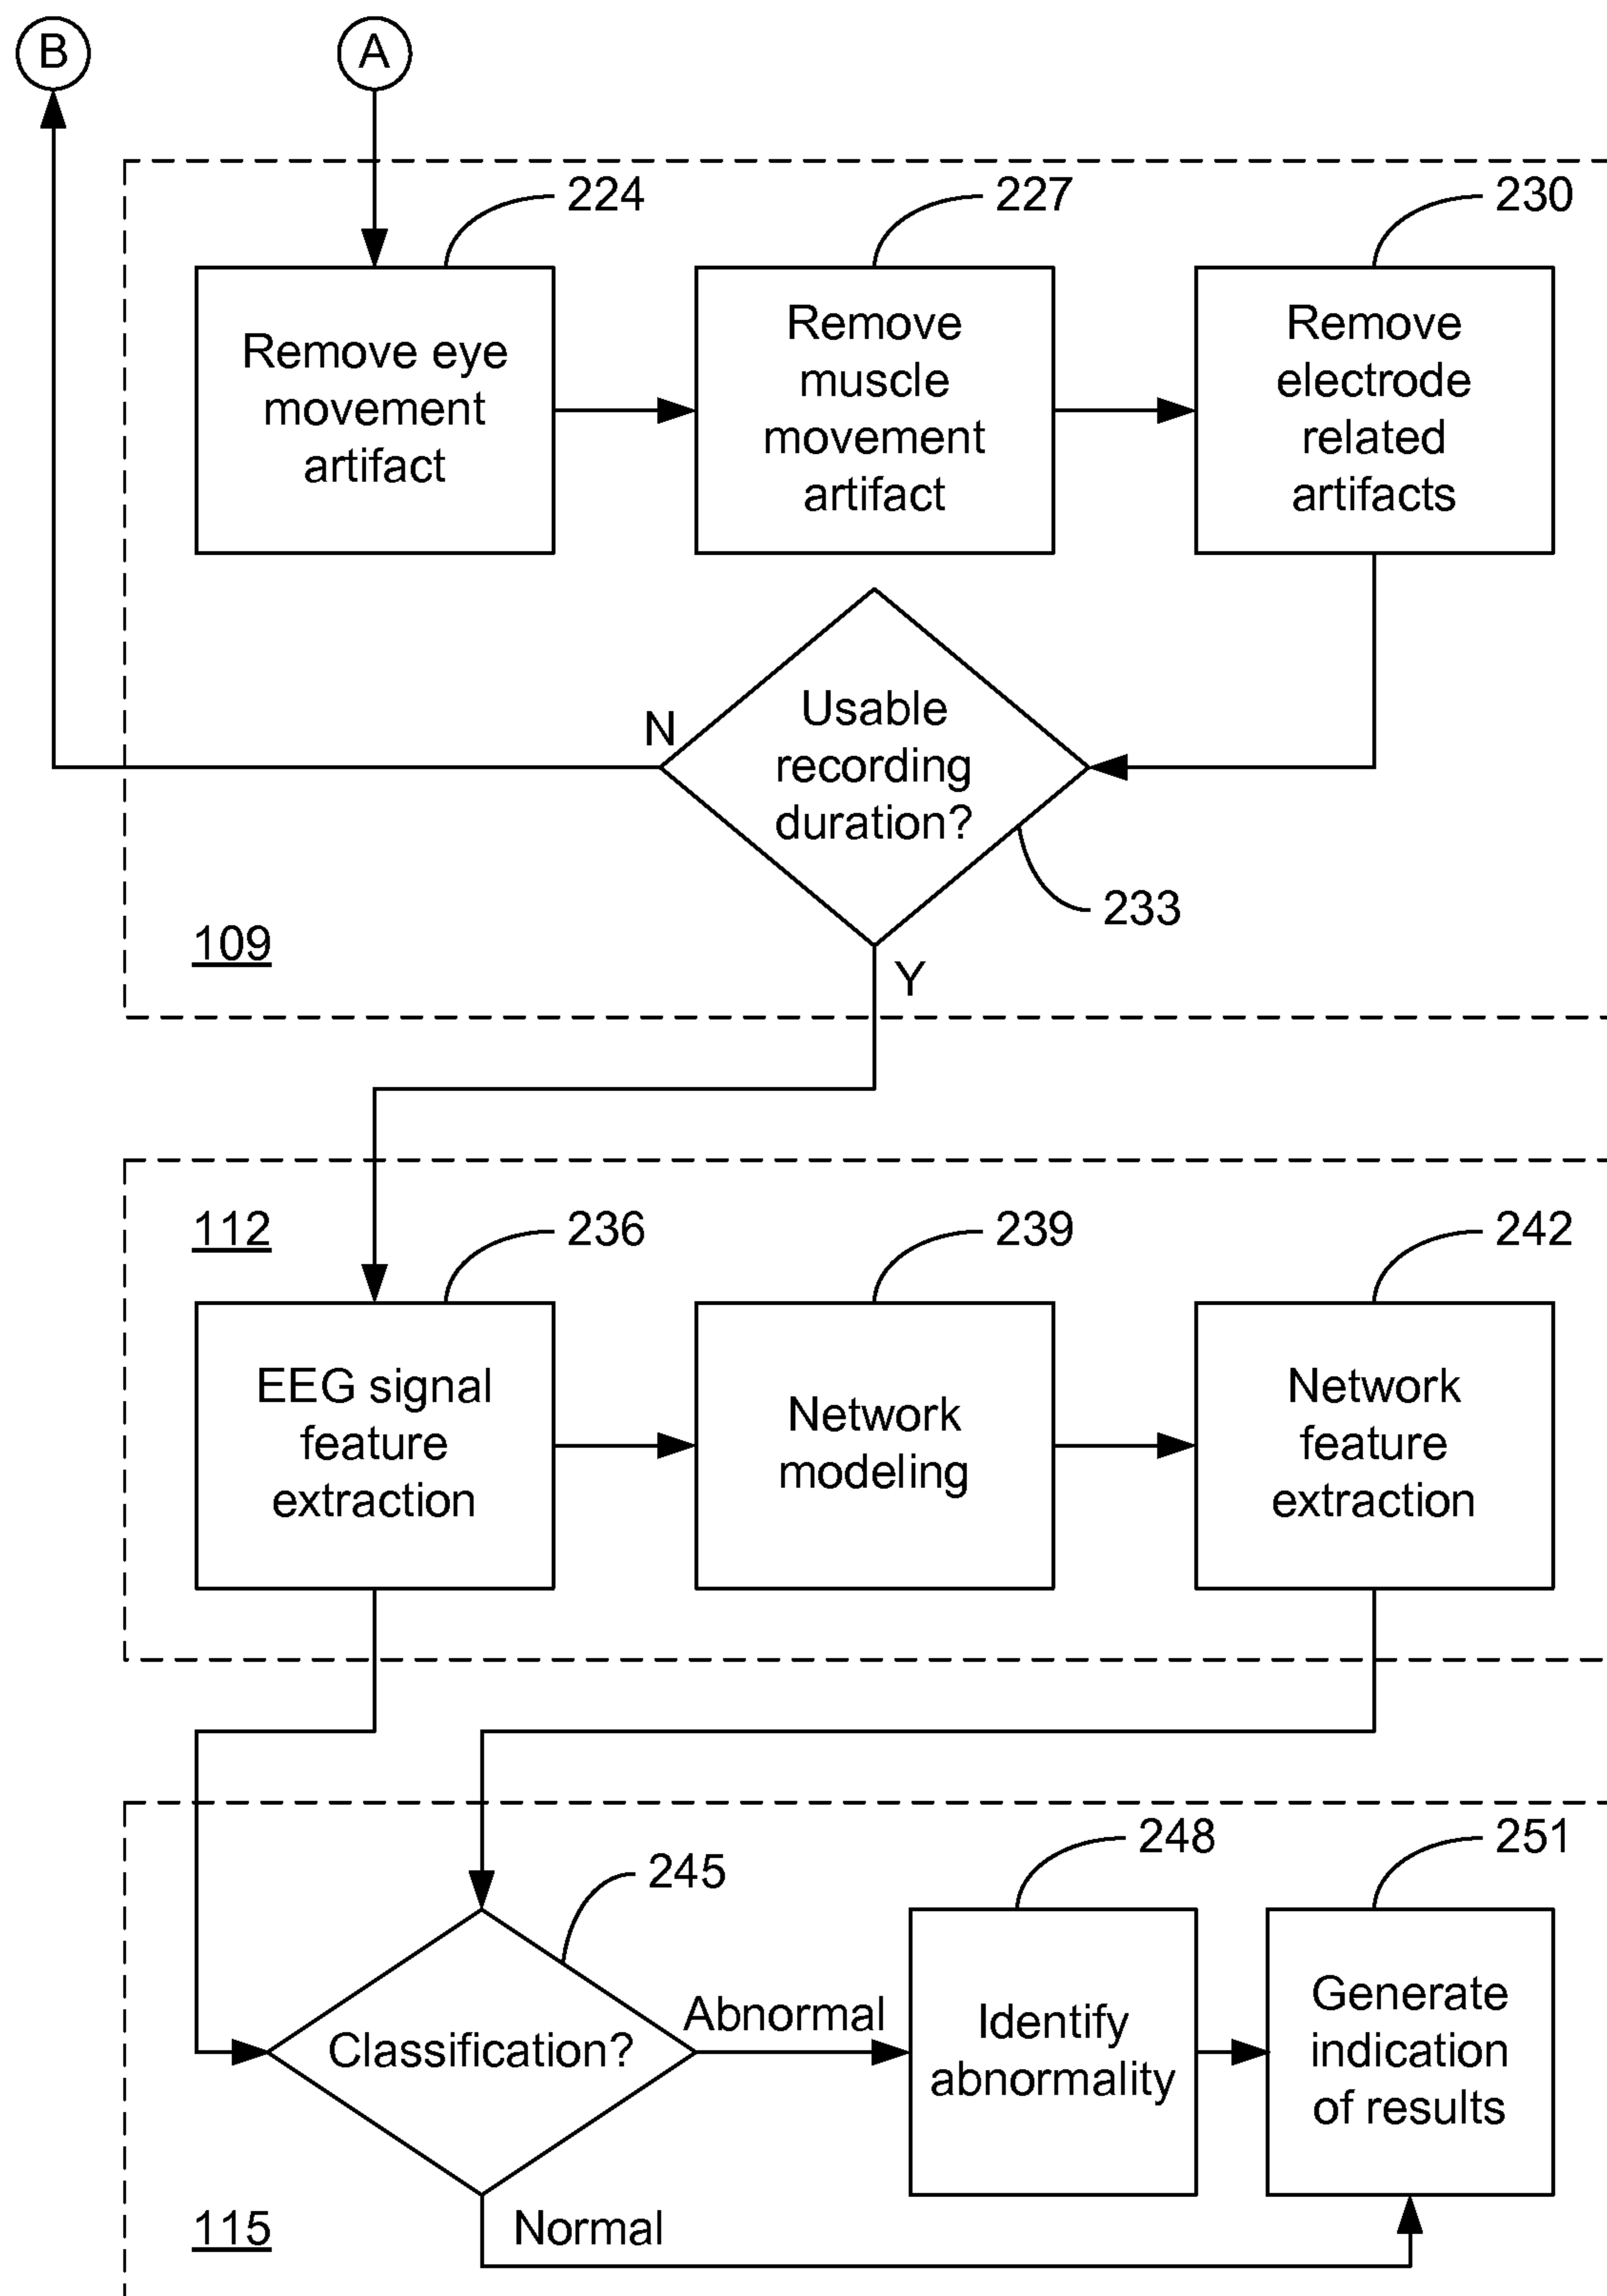 B
A
224
227
230
Remove eye
movement
artifact
Remove
muscle
movement
artifact
Remove
electrode
related
artifacts
N
Usable
recording
duration?
233
109
Y
112
236
239
242
EEG signal
feature
extraction
Network
modeling
Network
feature
extraction
245
248
251
Classification?
Abnormal
Identify
abnormality
Generate
indication
of results
115
Normal